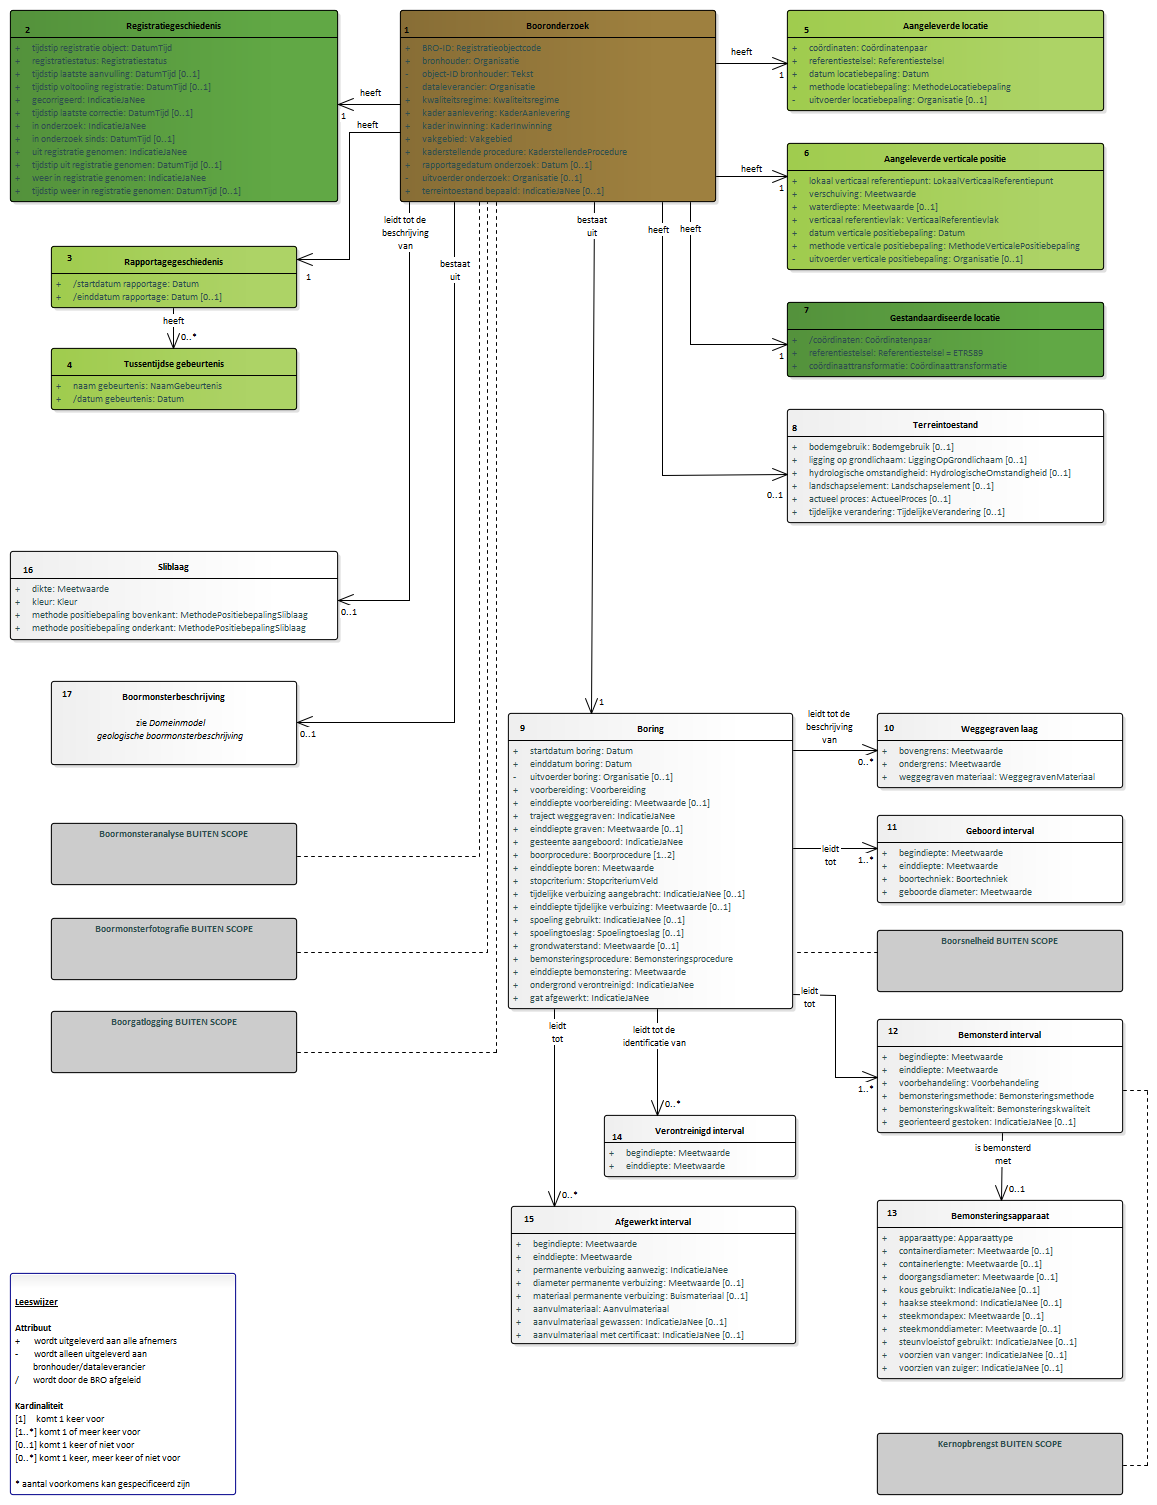 2
Registratiegeschiedenis
+ tijdstip registratie object: DatumTijd
+ registratiestatus: Registratiestatus
+ tijdstip laatste aanvulling: DatumTijd [0..1]
+ tijdstip voltooiing registratie: DatumTijd [0..1]
+ gecorrigeerd: IndicatieJaNee
+ tijdstip laatste correctie: DatumTijd [0..1]
+ in onderzoek: IndicatieJaNee
+ in onderzoek sinds: DatumTijd [0..1]
+ uit registratie genomen: IndicatieJaNee
+ tijdstip uit registratie genomen: DatumTijd [0..1]
+ weer in registratie genomen: IndicatieJaNee
+ tijdstip weer in registratie genomen: DatumTijd [0..1]
heeft
1
heeft
1
1
Booronderzoek
+ BRO-ID: Registratieobjectcode
+ bronhouder: Organisatie
- object-ID bronhouder: Tekst
- dataleverancier: Organisatie
+ kwaliteitsregime: Kwaliteitsregime
+ kader aanlevering: KaderAanlevering
+ kader inwinning: KaderInwinning
+ vakgebied: Vakgebied
+ kaderstellende procedure: KaderstellendeProcedure
+ rapportagedatum onderzoek: Datum [0..1]
- uitvoerder onderzoek: Organisatie [0..1]
+ terreintoestand bepaald: IndicatieJaNee [0..1]
heeft
1
heeft
1
heeft
heeft
1
0..1
5
Aangeleverde locatie
+ coördinaten: Coördinatenpaar
+ referentiestelsel: Referentiestelsel
+ datum locatiebepaling: Datum
+ methode locatiebepaling: MethodeLocatiebepaling
- uitvoerder locatiebepaling: Organisatie [0..1]
6
Aangeleverde verticale positie
+ lokaal verticaal referentiepunt: LokaalVerticaalReferentiepunt
+ verschuiving: Meetwaarde
+ waterdiepte: Meetwaarde [0..1]
+ verticaal referentievlak: VerticaalReferentievlak
+ datum verticale positiebepaling: Datum
+ methode verticale positiebepaling: MethodeVerticalePositiebepaling
- uitvoerder verticale positiebepaling: Organisatie [0..1]
7
Gestandaardiseerde locatie
+ /coördinaten: Coördinatenpaar
+ referentiestelsel: Referentiestelsel = ETRS89
+ coördinaattransformatie: Coördinaattransformatie
8
Terreintoestand
+ bodemgebruik: Bodemgebruik [0..1]
+ ligging op grondlichaam: LiggingOpGrondlichaam [0..1]
+ hydrologische omstandigheid: HydrologischeOmstandigheid [0..1]
+ landschapselement: Landschapselement [0..1]
+ actueel proces: ActueelProces [0..1]
+ tijdelijke verandering: TijdelijkeVerandering [0..1]
3
Rapportagegeschiedenis
+ /startdatum rapportage: Datum
+ /einddatum rapportage: Datum [0..1]
heeft
0..*
4
Tussentijdse gebeurtenis
+ naam gebeurtenis: NaamGebeurtenis
+ /datum gebeurtenis: Datum
leidt tot de
beschrijving
van
0..1
bestaat
uit
0..1
bestaat
uit
1
16
Sliblaag
+ dikte: Meetwaarde
+ kleur: Kleur
+ methode positiebepaling bovenkant: MethodePositiebepalingSliblaag
+ methode positiebepaling onderkant: MethodePositiebepalingSliblaag
17
Boormonsterbeschrijving
zie Domeinmodel
geologische boormonsterbeschrijving
Boormonsteranalyse BUITEN SCOPE
Boormonsterfotografie BUITEN SCOPE
Boorgatlogging BUITEN SCOPE
9
Boring
+ startdatum boring: Datum
+ einddatum boring: Datum
- uitvoerder boring: Organisatie [0..1]
+ voorbereiding: Voorbereiding
+ einddiepte voorbereiding: Meetwaarde [0..1]
+ traject weggegraven: IndicatieJaNee
+ einddiepte graven: Meetwaarde [0..1]
+ gesteente aangeboord: IndicatieJaNee
+ boorprocedure: Boorprocedure [1..2]
+ einddiepte boren: Meetwaarde
+ stopcriterium: StopcriteriumVeld
+ tijdelijke verbuizing aangebracht: IndicatieJaNee [0..1]
+ einddiepte tijdelijke verbuizing: Meetwaarde [0..1]
+ spoeling gebruikt: IndicatieJaNee [0..1]
+ spoelingtoeslag: Spoelingtoeslag [0..1]
+ grondwaterstand: Meetwaarde [0..1]
+ bemonsteringsprocedure: Bemonsteringsprocedure
+ einddiepte bemonstering: Meetwaarde
+ ondergrond verontreinigd: IndicatieJaNee
+ gat afgewerkt: IndicatieJaNee
leidt tot de
beschrijving
van
0..*
leidt
tot
1..*
leidt
tot
1..*
10
Weggegraven laag
+ bovengrens: Meetwaarde
+ ondergrens: Meetwaarde
+ weggegraven materiaal: WeggegravenMateriaal
11
Geboord interval
+ begindiepte: Meetwaarde
+ einddiepte: Meetwaarde
+ boortechniek: Boortechniek
+ geboorde diameter: Meetwaarde
Boorsnelheid BUITEN SCOPE
12
Bemonsterd interval
+ begindiepte: Meetwaarde
+ einddiepte: Meetwaarde
+ voorbehandeling: Voorbehandeling
+ bemonsteringsmethode: Bemonsteringsmethode
+ bemonsteringskwaliteit: Bemonsteringskwaliteit
+ georienteerd gestoken: IndicatieJaNee [0..1]
is bemonsterd
met
0..1
13
Bemonsteringsapparaat
+ apparaattype: Apparaattype
+ containerdiameter: Meetwaarde [0..1]
+ containerlengte: Meetwaarde [0..1]
+ doorgangsdiameter: Meetwaarde [0..1]
+ kous gebruikt: IndicatieJaNee [0..1]
+ haakse steekmond: IndicatieJaNee [0..1]
+ steekmondapex: Meetwaarde [0..1]
+ steekmonddiameter: Meetwaarde [0..1]
+ steunvloeistof gebruikt: IndicatieJaNee [0..1]
+ voorzien van vanger: IndicatieJaNee [0..1]
+ voorzien van zuiger: IndicatieJaNee [0..1]
Kernopbrengst BUITEN SCOPE
leidt
tot
0..*
leidt tot de
identificatie van
0..*
14
Verontreinigd interval
+ begindiepte: Meetwaarde
+ einddiepte: Meetwaarde
15
Afgewerkt interval
+ begindiepte: Meetwaarde
+ einddiepte: Meetwaarde
+ permanente verbuizing aanwezig: IndicatieJaNee
+ diameter permanente verbuizing: Meetwaarde [0..1]
+ materiaal permanente verbuizing: Buismateriaal [0..1]
+ aanvulmateriaal: Aanvulmateriaal
+ aanvulmateriaal gewassen: IndicatieJaNee [0..1]
+ aanvulmateriaal met certificaat: IndicatieJaNee [0..1]
Leeswijzer
Attribuut
+ wordt uitgeleverd aan alle afnemers
- wordt alleen uitgeleverd aan
bronhouder/dataleverancier
/ wordt door de BRO afgeleid
Kardinaliteit
[1] komt 1 keer voor
[1..*] komt 1 of meer keer voor
[0..1] komt 1 keer of niet voor
[0..*] komt 1 keer, meer keer of niet voor
* aantal voorkomens kan gespecificeerd zijn